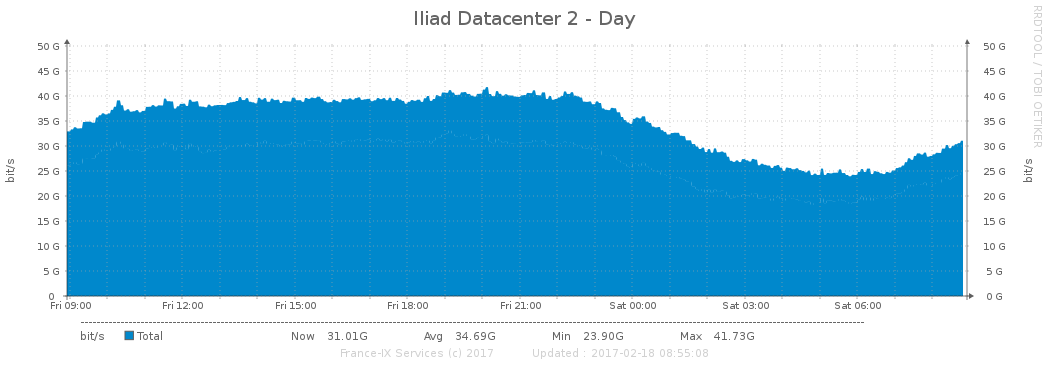 Iliad Datacenter 2 - Day
RRDTOOL / TOBI OETIKER
50 G 50 G
45 G 45 G
40 G 40 G
35 G 35 G
30 G 30 G
25 G 25 G
20 G 20 G
15 G 15 G
10 G 10 G
5 G 5 G
0 0 G
bit/s bit/s
Fri 09:00 Fri 12:00 Fri 15:00 Fri 18:00 Fri 21:00 Sat 00:00 Sat 03:00 Sat 06:00
bit/s Total Now 31.01G Avg 34.69G Min 23.90G Max 41.73G
France-IX Services (c) 2017 Updated : 2017-02-18 08:55:08